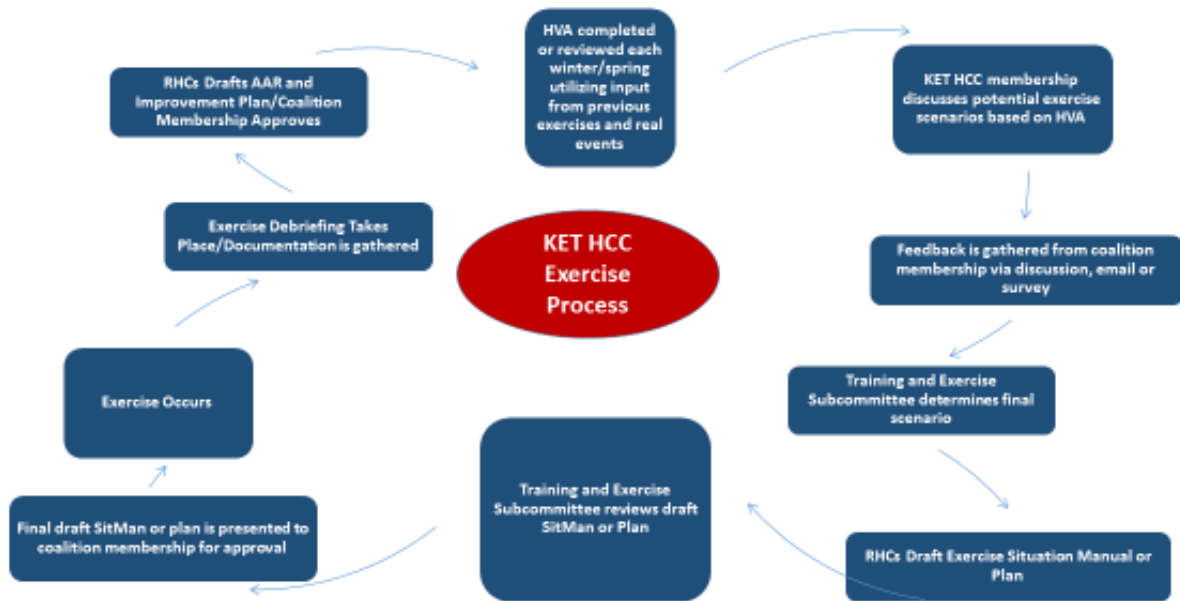 HVA completed
or reviewed each
winter/spring
utilizing input
from previous
exercises and real
events
KET HCC membership
discusses potential exercise
scenarios based on HVA
Feedback is gathered from coalition
membership via discussion, email or
survey
Training and Exercise
Subcommittee determines final
scenario
RHCs Draft Exercise Situation Manual or
Plan
Training and Exercise
Subcommittee reviews draft
SitMan or Plan
Final draft SitMan or plan is presented to
coalition membership for approval
Exercise Occurs
Exercise Debriefing Takes
Place/Documentation is gathered
RHCs Drafts AAR and
Improvement Plan/Coalition
Membership Approves
KET HCC
Exercise
Process